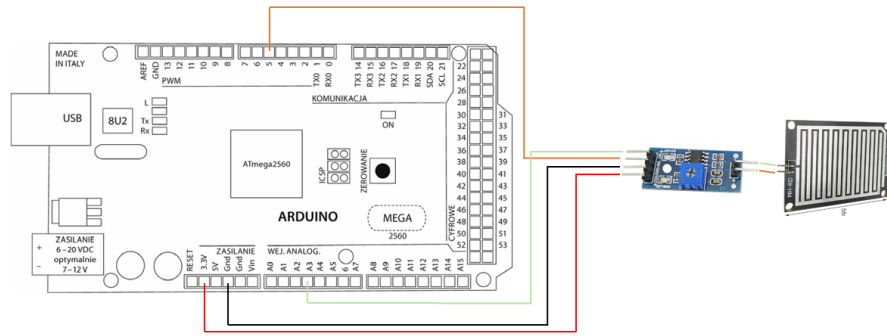 MADE
IN ITALY
AREF
GND
13
12
11
10
9
8
7
6
5
4
3
2
1
0
TX0
RX0
TX3 14
RX3 15
TX2 16
RX2 17
TX1 18
RX1 19
SDA 20
SCL 21
PWM
KOMUNIKACJA
USB
8U2
L
Tx
Rx
ON
ATmega2560
ICSP
ZEROWANIE
ARDUINO
MEGA
2560
CYFROWE
22
24
26
28
30
31
32
33
34
35
36
37
38
39
40
41
42
43
44
45
46
47
48
49
50
51
52
53
+
−
ZASILANIE
6 – 20 VDC
optymalnie
7 – 12 V
ZASILANIE
WEJ. ANALOG.
RESET
3.3V
5V
Gnd
Gnd
Vin
A0
A1
A2
A3
A4
A5
6
A7
A8
A9
A10
A11
A12
A13
A14
A15
MH-RD